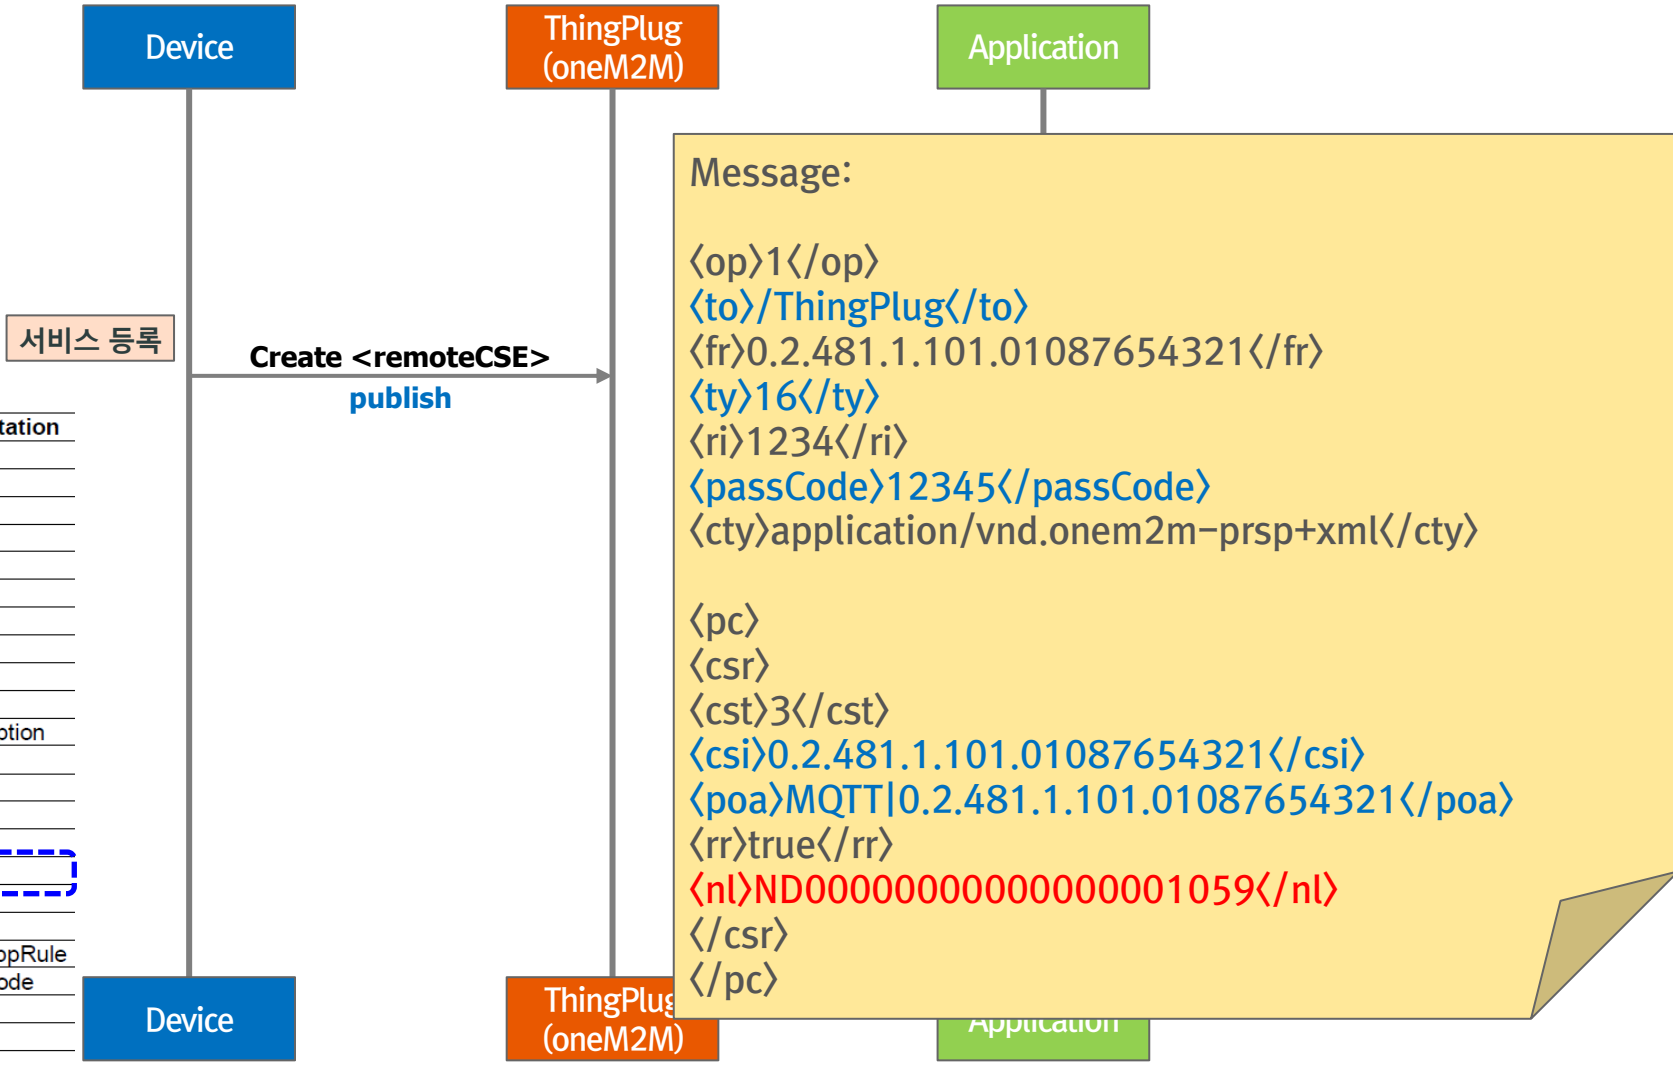 Device
ThingPlug
(oneM2M)
Application
서비스 등록
Create <remoteCSE>
publish
Message:
<op>1</op>
<to>/ThingPlug</to>
<fr>0.2.481.1.101.01087654321</fr>
<ty>16</ty>
<ri>1234</ri>
<passCode>12345</passCode>
<cty>application/vnd.onem2m-prsp+xml</cty>
<pc>
<csr>
<cst>3</cst>
<csi>0.2.481.1.101.01087654321</csi>
<poa>MQTT|0.2.481.1.101.01087654321</poa>
<rr>true</rr>
<nl>ND00000000000000001059</nl>
</csr>
</pc>
Device
ThingPlug
(oneM2M)
Application